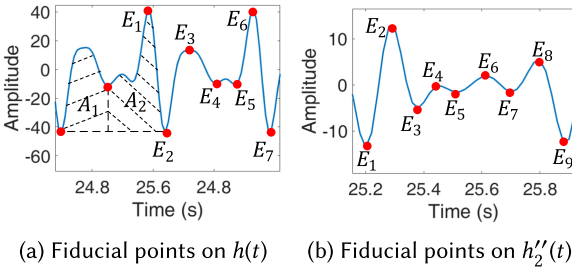 40
20
0
-20
-40
-60
Amplitude
E1
E3
E6
A1
A2
E4
E5
E2
E7
24.8
25.6
24.8
Time (s)
(a) Fiducial points on h(t)
10
0
-10
Amplitude
E2
E8
E4
E6
E3
E5
E7
E1
E9
25.2
25.4
25.6
25.8
Time (s)
(b) Fiducial points on h₂′′(t)